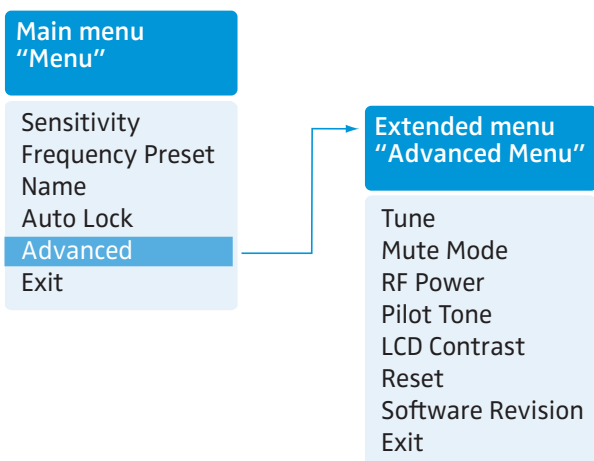 Main menu
“Menu”
Sensitivity
Frequency Preset
Name
Auto Lock
Advanced
Exit
Extended menu
“Advanced Menu”
Tune
Mute Mode
RF Power
Pilot Tone
LCD Contrast
Reset
Software Revision
Exit